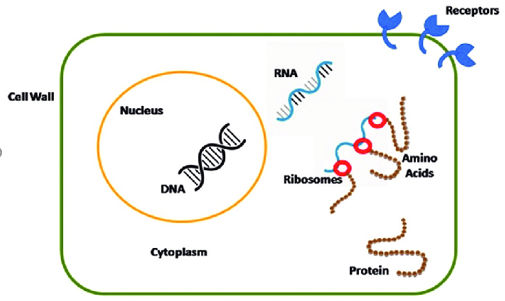 Receptors
RNA
Cell Wall
Nucleus
Amino
Acids
Ribosomes
DNA
Cytoplasm
Protein